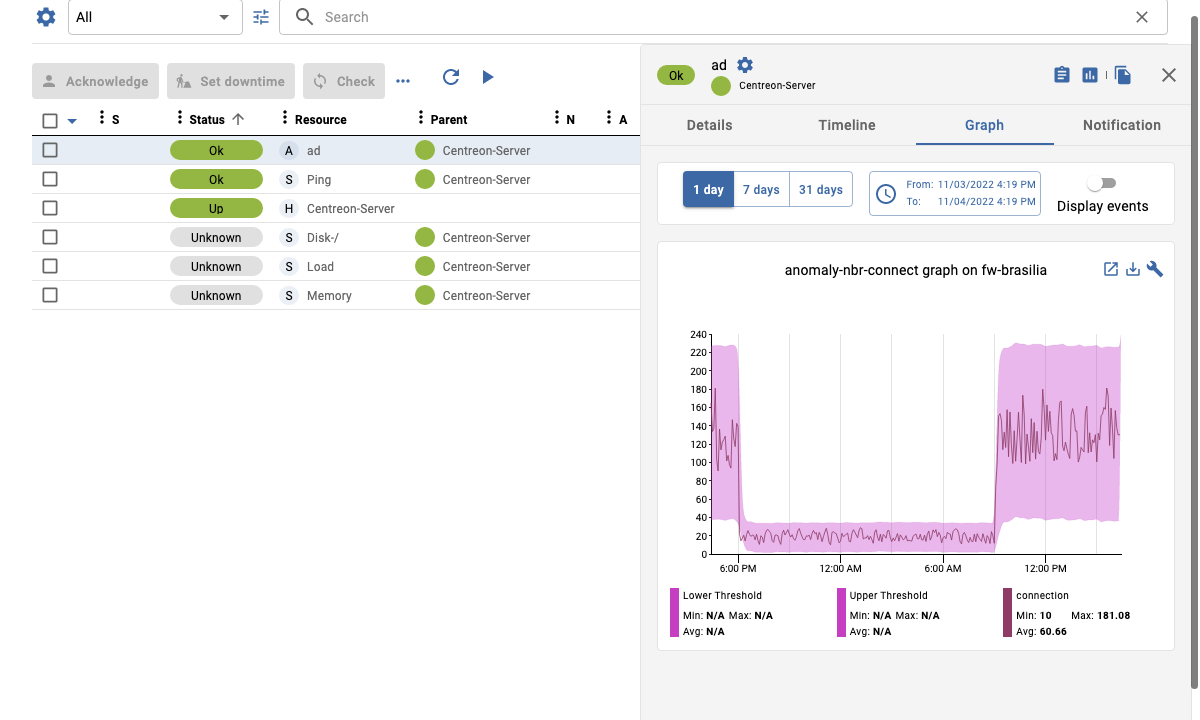 All
Search
Acknowledge
Set downtime
Check
S Status Resource Parent N A
Ok A ad Centreon-Server
Ok S Ping Centreon-Server
Up H Centreon-Server
Unknown S Disk-/ Centreon-Server
Unknown S Load Centreon-Server
Unknown S Memory Centreon-Server
Ok ad
Centreon-Server
Details Timeline Graph Notification
1 day 7 days 31 days
From: 11/03/2022 4:19 PM
To: 11/04/2022 4:19 PM
Display events
anomaly-nbr-connect graph on fw-brasilia
240
220
200
180
160
140
120
100
80
60
40
20
0
6:00 PM 12:00 AM 6:00 AM 12:00 PM
Lower Threshold
Min: N/A Max: N/A
Avg: N/A
Upper Threshold
Min: N/A Max: N/A
Avg: N/A
connection
Min: 10 Max: 181.08
Avg: 60.66